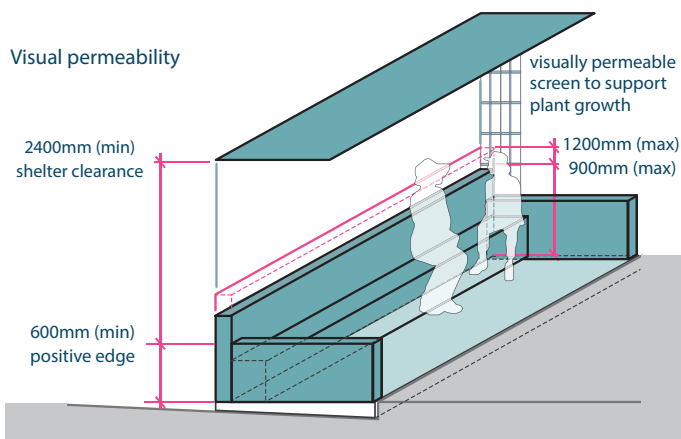 Visual permeability
visually permeable
screen to support
plant growth
2400mm (min)
shelter clearance
1200mm (max)
900mm (max)
600mm (min)
positive edge